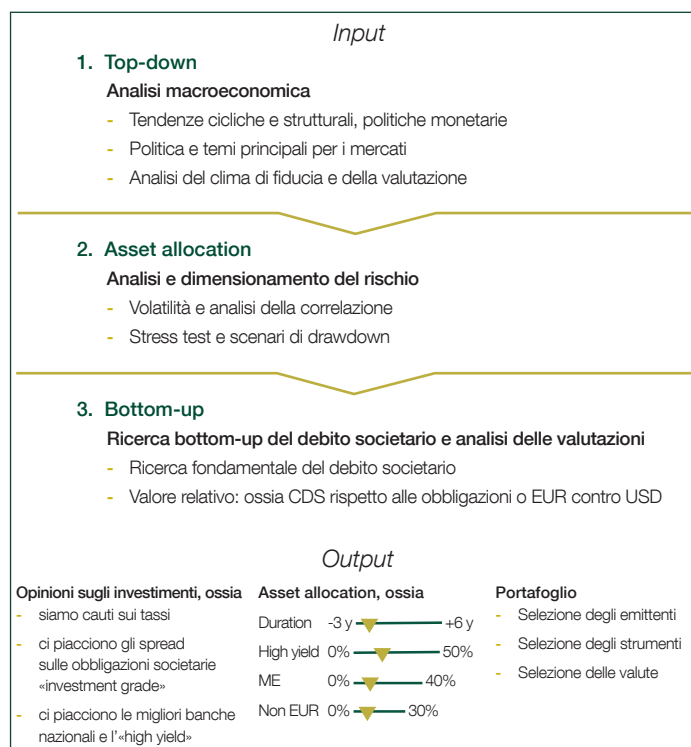 Input
1. Top-down
Analisi macroeconomica
- Tendenze cicliche e strutturali, politiche monetarie
- Politica e temi principali per i mercati
- Analisi del clima di fiducia e della valutazione
2. Asset allocation
Analisi e dimensionamento del rischio
- Volatilità e analisi della correlazione
- Stress test e scenari di drawdown
3. Bottom-up
Ricerca bottom-up del debito societario e analisi delle valutazioni
- Ricerca fondamentale del debito societario
- Valore relativo: ossia CDS rispetto alle obbligazioni o EUR contro USD
Output
Opinioni sugli investimenti, ossia
- siamo cauti sui tassi
- ci piacciono gli spread
sulle obbligazioni societarie
«investment grade»
- ci piacciono le migliori banche
nazionali e l'«high yield»
Asset allocation, ossia
Duration -3 y +6 y
High yield 0% 50%
ME 0% 40%
Non EUR 0% 30%
Portafoglio
- Selezione degli emittenti
- Selezione degli strumenti
- Selezione delle valute